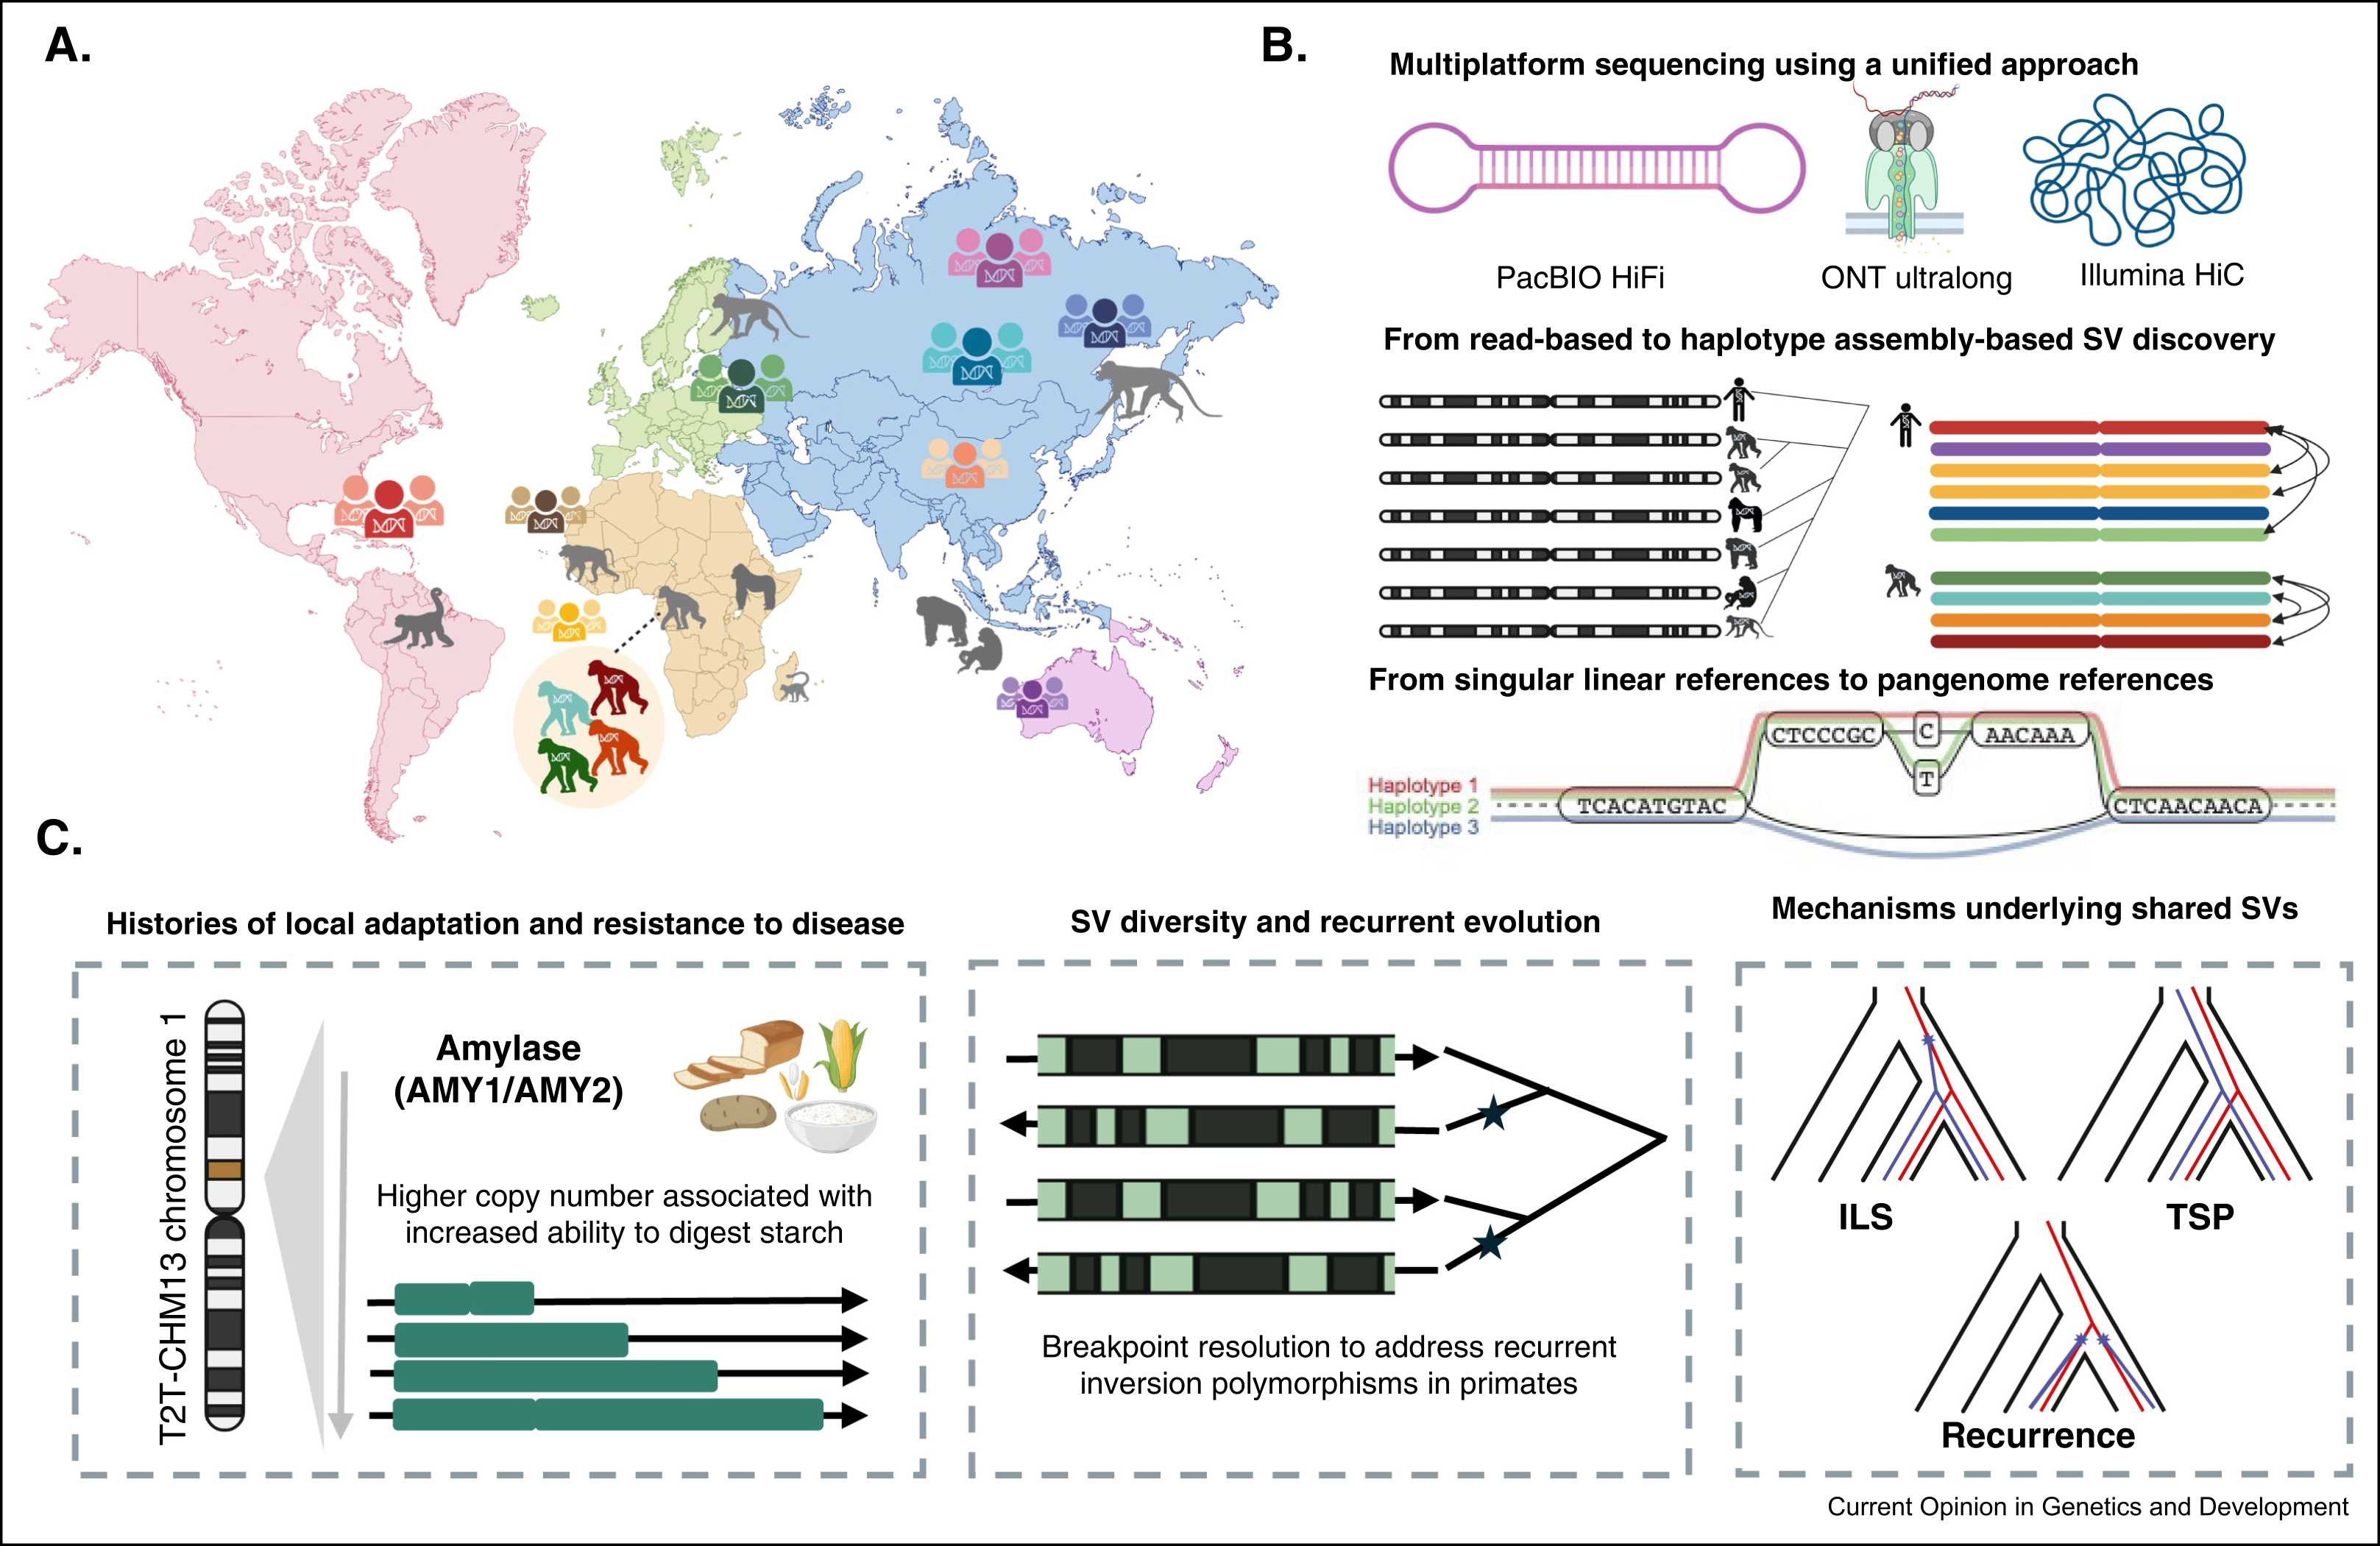 A.
B.
Multiplatform sequencing using a unified approach
PacBIO HiFi
ONT ultralong
Illumina HiC
From read-based to haplotype assembly-based SV discovery
From singular linear references to pangenome references
CTCCCGC
C
AACAAA
T
Haplotype 1
Haplotype 2
Haplotype 3
TCACATGTAC
CTCAACAACA
C.
Histories of local adaptation and resistance to disease
T2T-CHM13 chromosome 1
Amylase
(AMY1/AMY2)
Higher copy number associated with
increased ability to digest starch
SV diversity and recurrent evolution
Breakpoint resolution to address recurrent
inversion polymorphisms in primates
Mechanisms underlying shared SVs
ILS
TSP
Recurrence
Current Opinion in Genetics and Development